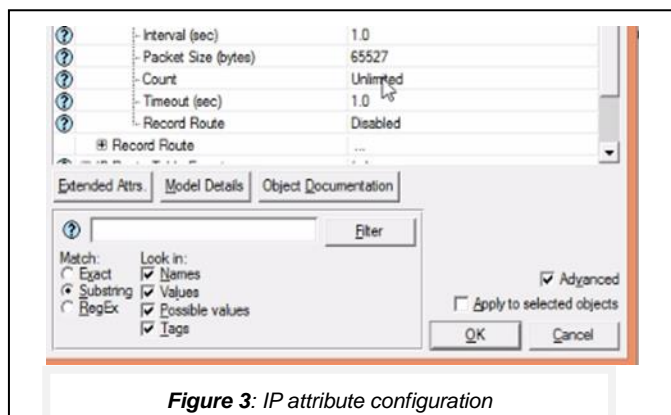 Interval (sec) 1.0
Packet Size (bytes) 65527
Count Unlimited
Timeout (sec) 1.0
Record Route Disabled
Record Route ...
Extended Attrs. Model Details Object Documentation
Filter
Match: Look in:
Exact Names
Substring Values
RegEx Possible values
Tags
Advanced
Apply to selected objects
OK Cancel
Figure 3: IP attribute configuration